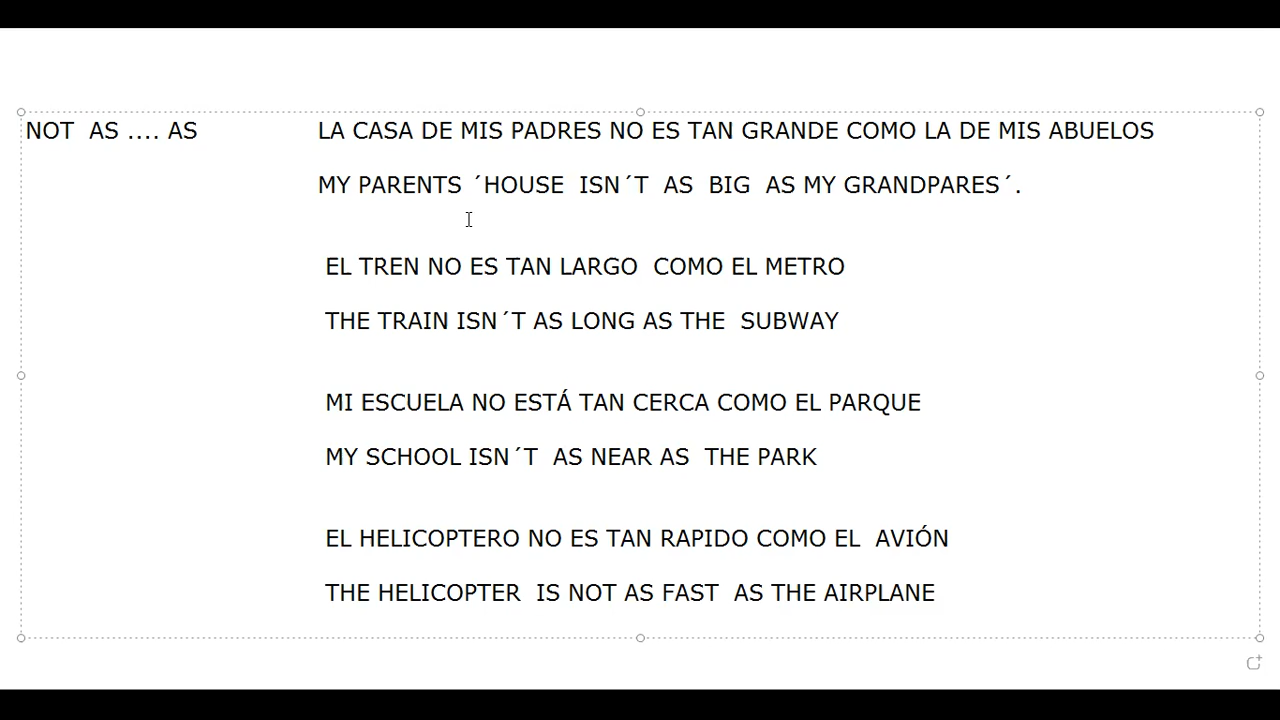 NOT AS .... AS LA CASA DE MIS PADRES NO ES TAN GRANDE COMO LA DE MIS ABUELOS
MY PARENTS ´HOUSE ISN´T AS BIG AS MY GRANDPARES´.
EL TREN NO ES TAN LARGO COMO EL METRO
THE TRAIN ISN´T AS LONG AS THE SUBWAY
MI ESCUELA NO ESTÁ TAN CERCA COMO EL PARQUE
MY SCHOOL ISN´T AS NEAR AS THE PARK
EL HELICOPTERO NO ES TAN RAPIDO COMO EL AVIÓN
THE HELICOPTER IS NOT AS FAST AS THE AIRPLANE